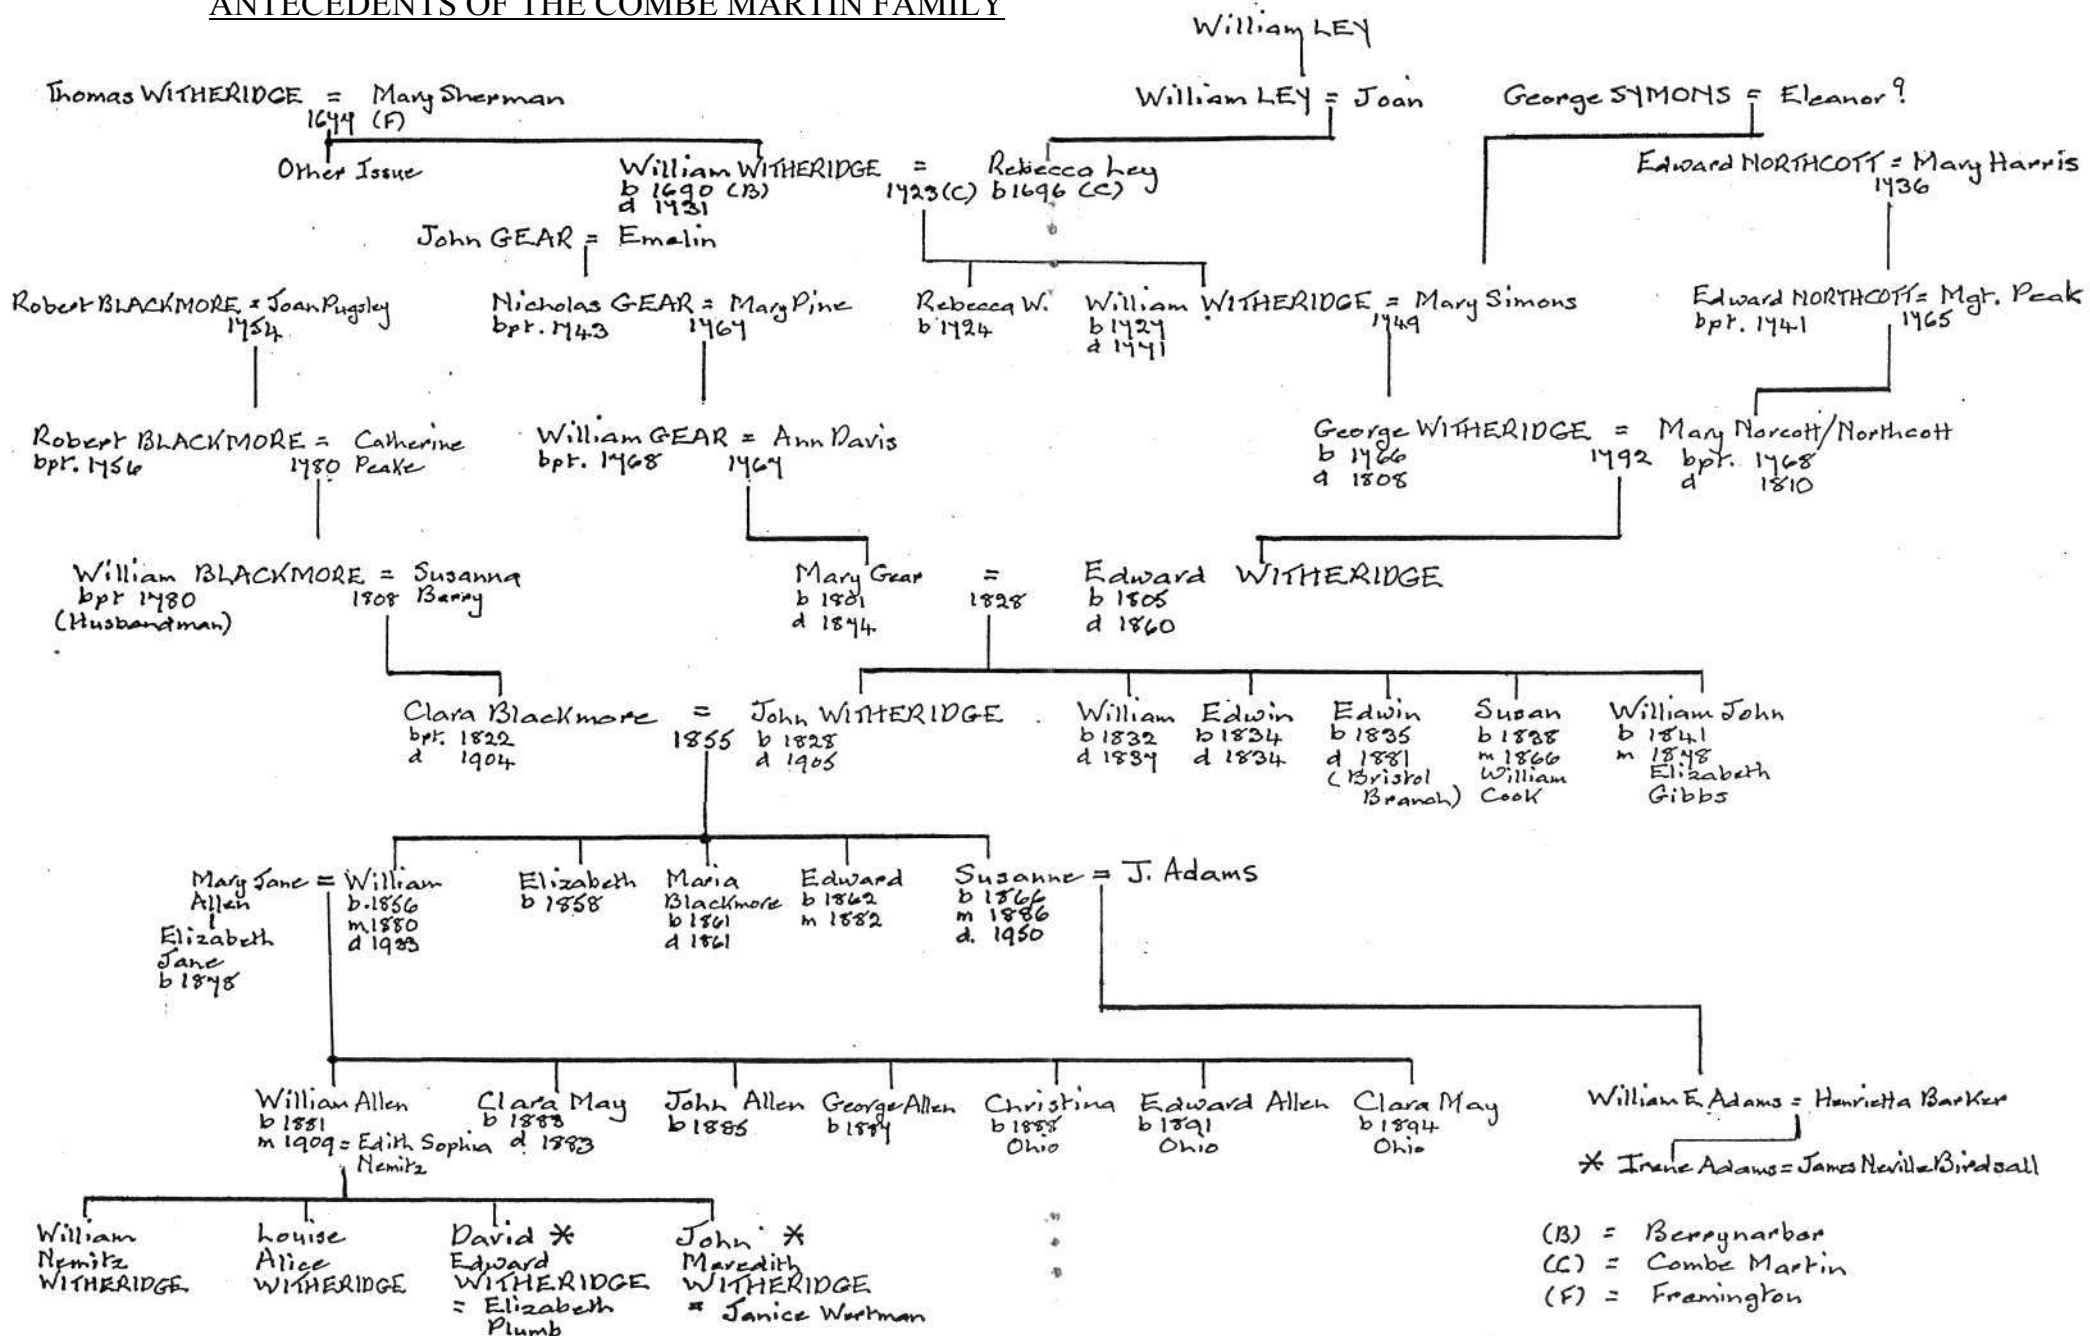 ANTECEDENTS OF THE COMBE MARTIN FAMILY
William LEY
Thomas WITHERIDGE = Mary Sherman
1677 (F)
William LEY = Joan
George SYMONS = Eleanor?
Other Issue
William WITHERIDGE = Rebecca Ley
b 1690 (B) 1723 (C) b 1696 (C)
d 1731
Edward NORTHCOTT = Mary Harris
1736
John GEAR = Emalin
Robert BLACKMORE = Joan Pugsley
1754
Nicholas GEAR = Mary Pine
bpt. 1743 1767
Rebecca W.
b 1724
William WITHERIDGE = Mary Simons
b 1727 1749
d 1771
Edward NORTHCOTT = Mgt. Peak
bpt. 1741 1765
Robert BLACKMORE = Catherine
bpt. 1756 1780 Peake
William GEAR = Ann Davis
bpt. 1768 1767
George WITHERIDGE = Mary Norcott/Northcott
b 1766 1792 bpt. 1768
d 1808 d 1810
William BLACKMORE = Susanna
bpt 1780 1808 Barry
(Husbandman)
Mary Gear = Edward WITHERIDGE
b 1801 1828 b 1805
d 1874 d 1860
Clara Blackmore = John WITHERIDGE
bpt. 1822 1855 b 1828
d 1904 d 1905
William
b 1832
d 1837
Edwin
b 1834
d 1834
Edwin
b 1835
d 1881
(Bristol
Branch)
Susan
b 1838
m 1866
William
Cook
William John
b 1841
m 1878
Elizabeth
Gibbs
Mary Jane = William
Allen b. 1856
m 1880
d 1933
Elizabeth
Jane
b 1878
Elizabeth
b 1858
Maria
Blackmore
b 1861
d 1861
Edward
b 1862
m 1882
Susanne = J. Adams
b 1866
m 1886
d. 1950
William Allen
b 1881
m 1909 = Edith Sophia
Nemitz
Clara May
b 1883
d. 1883
John Allen
b 1885
George Allen
b 1887
Christina
b 1888
Ohio
Edward Allen
b 1891
Ohio
Clara May
b 1894
Ohio
William E. Adams = Henrietta Barker
* Irene Adams = James Neville Birdsall
William
Nemitz
WITHERIDGE
Louise
Alice
WITHERIDGE
David *
Edward
WITHERIDGE
= Elizabeth
Plumb
John *
Meredith
WITHERIDGE
= Janice Wortman
(B) = Berrynarbor
(C) = Combe Martin
(F) = Fremington